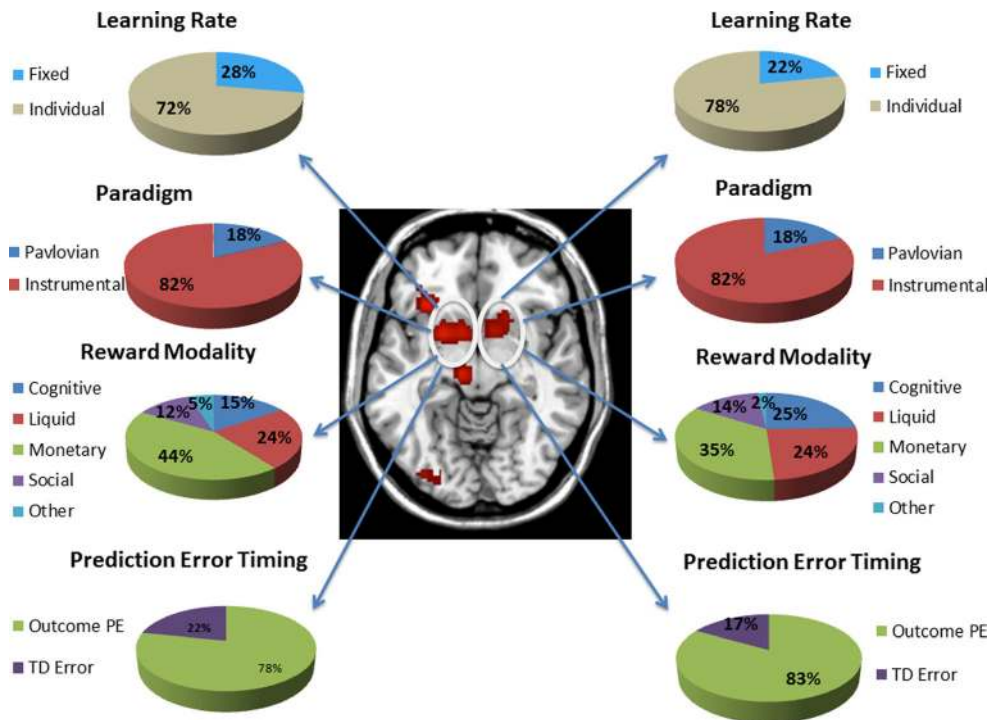 Learning Rate
Fixed
Individual
28%
72%
Paradigm
Pavlovian
Instrumental
18%
82%
Reward Modality
Cognitive
Liquid
Monetary
Social
Other
12%
5%
15%
24%
44%
Prediction Error Timing
Outcome PE
TD Error
22%
78%
Learning Rate
22%
78%
Fixed
Individual
Paradigm
18%
82%
Pavlovian
Instrumental
Reward Modality
14%
2%
25%
35%
24%
Cognitive
Liquid
Monetary
Social
Other
Prediction Error Timing
17%
83%
Outcome PE
TD Error